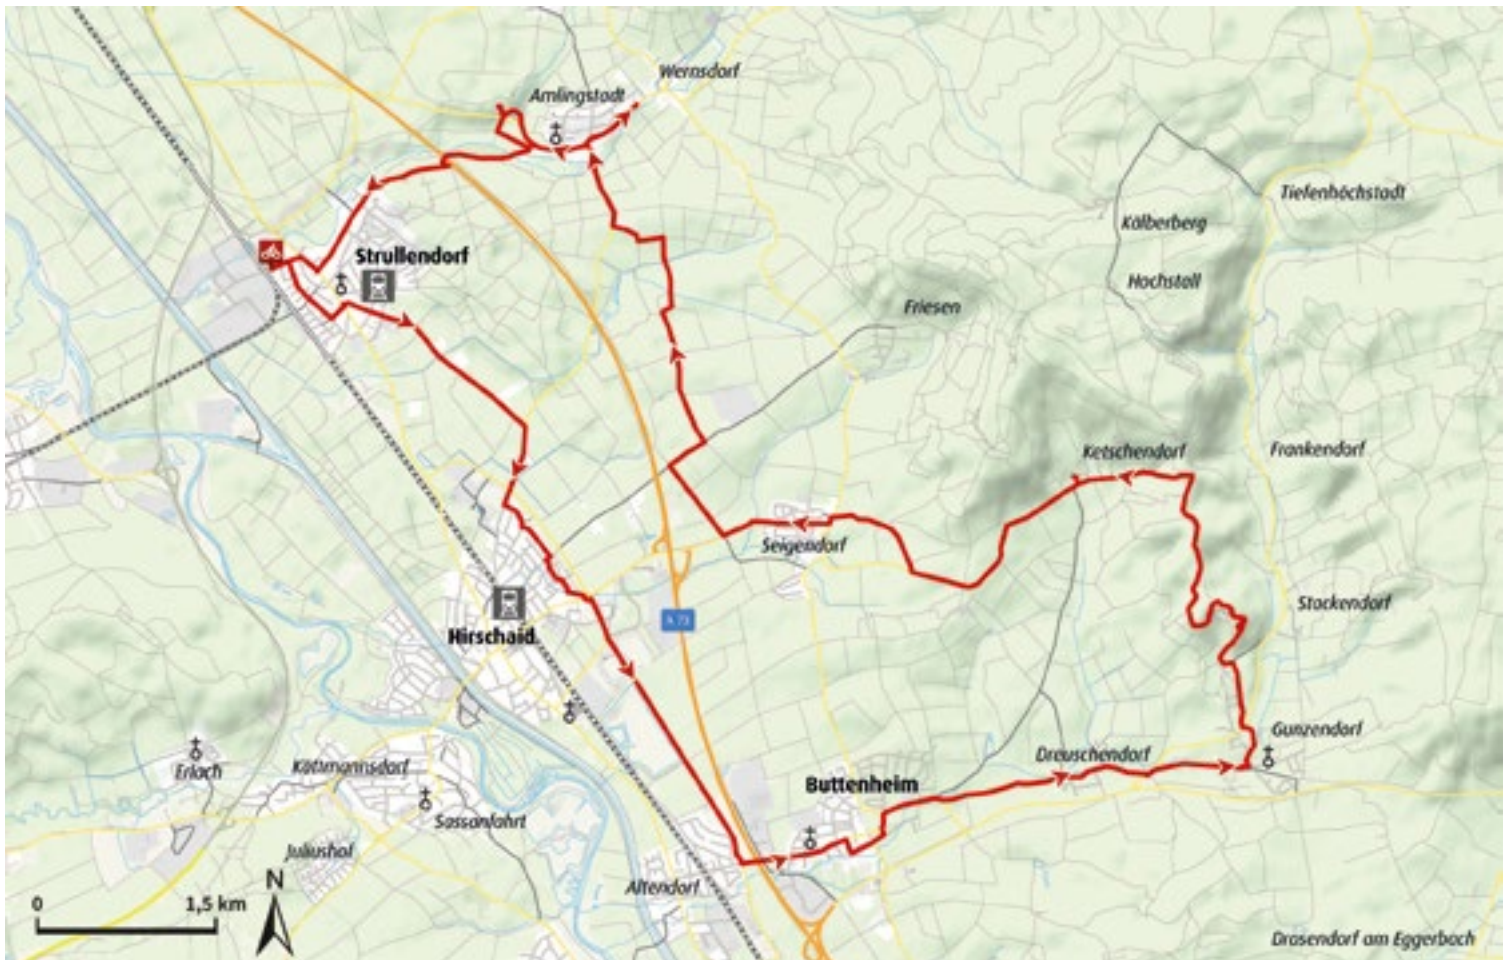 Wernsdorf
Amlingstadt
Tiefenhöchstadt
Kälberberg
Strullendorf
Hochstall
Friesen
Ketschendorf
Frankendorf
Seigendorf
Stackendorf
A 73
Hirschaid
Gunzendorf
Dreuschendorf
Erlach
Köttmannsdorf
Buttenheim
Sassanfahrt
Juliushof
N
Altendorf
0 1,5 km
Drosendorf am Eggerbach